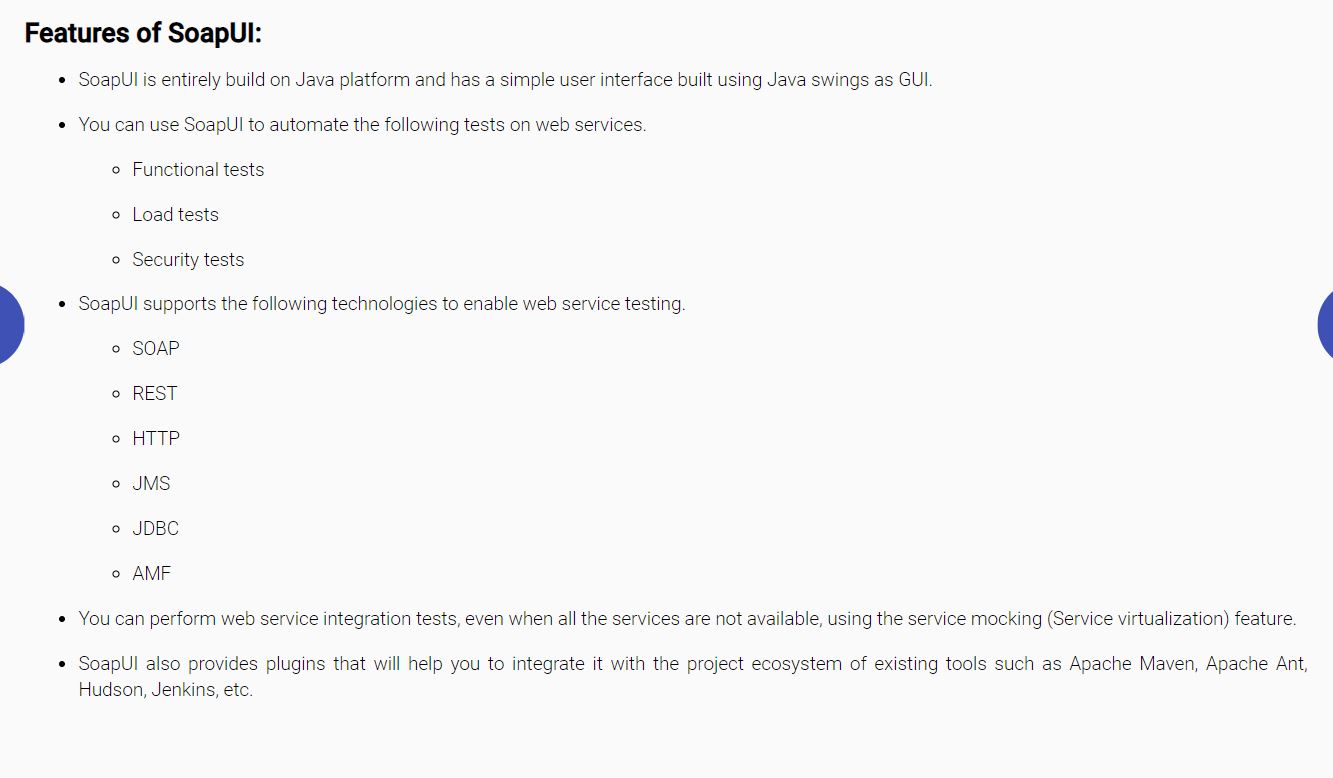 Features of SoapUI:
SoapUI is entirely build on Java platform and has a simple user interface built using Java swings as GUI.
You can use SoapUI to automate the following tests on web services.
Functional tests
Load tests
Security tests
SoapUI supports the following technologies to enable web service testing.
SOAP
REST
HTTP
JMS
JDBC
AMF
You can perform web service integration tests, even when all the services are not available, using the service mocking (Service virtualization) feature.
SoapUI also provides plugins that will help you to integrate it with the project ecosystem of existing tools such as Apache Maven, Apache Ant,
Hudson, Jenkins, etc.